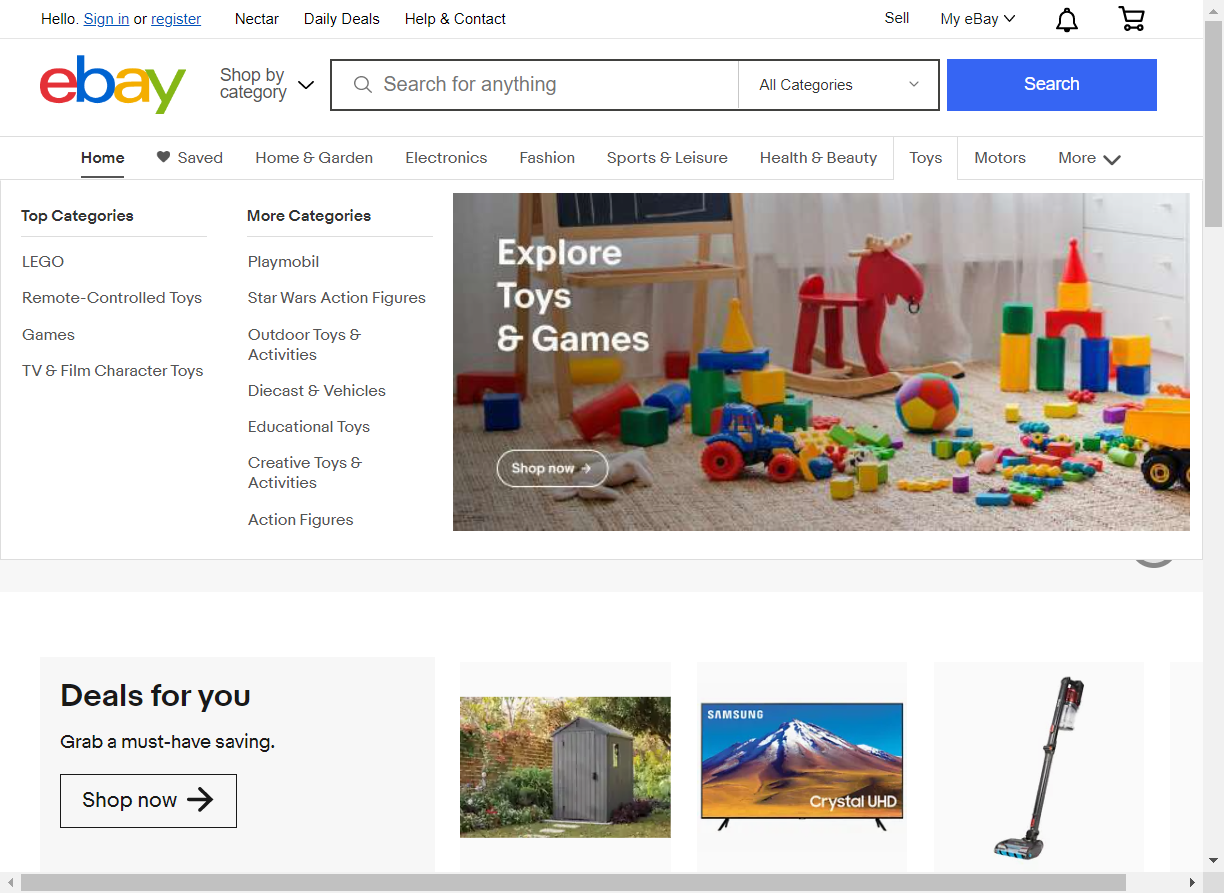 Hello. Sign in or register Nectar Daily Deals Help & Contact Sell My eBay
ebay
Shop by
category
Search for anything
All Categories
Search
Home Saved Home & Garden Electronics Fashion Sports & Leisure Health & Beauty Toys Motors More
Top Categories
LEGO
Remote-Controlled Toys
Games
TV & Film Character Toys
More Categories
Playmobil
Star Wars Action Figures
Outdoor Toys &
Activities
Diecast & Vehicles
Educational Toys
Creative Toys &
Activities
Action Figures
Explore
Toys
& Games
Shop now
Deals for you
Grab a must-have saving.
Shop now
SAMSUNG
Crystal UHD